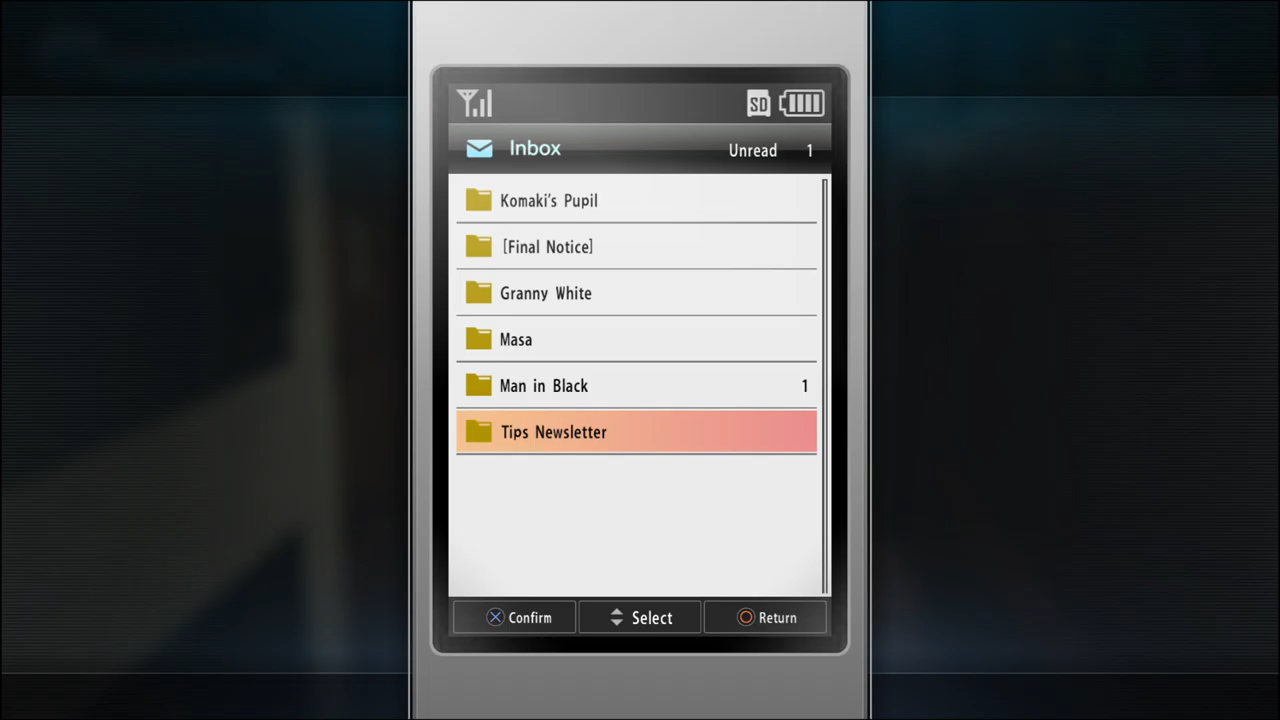 SD
Inbox Unread 1
Komaki's Pupil
[Final Notice]
Granny White
Masa
Man in Black 1
Tips Newsletter
Confirm Select Return